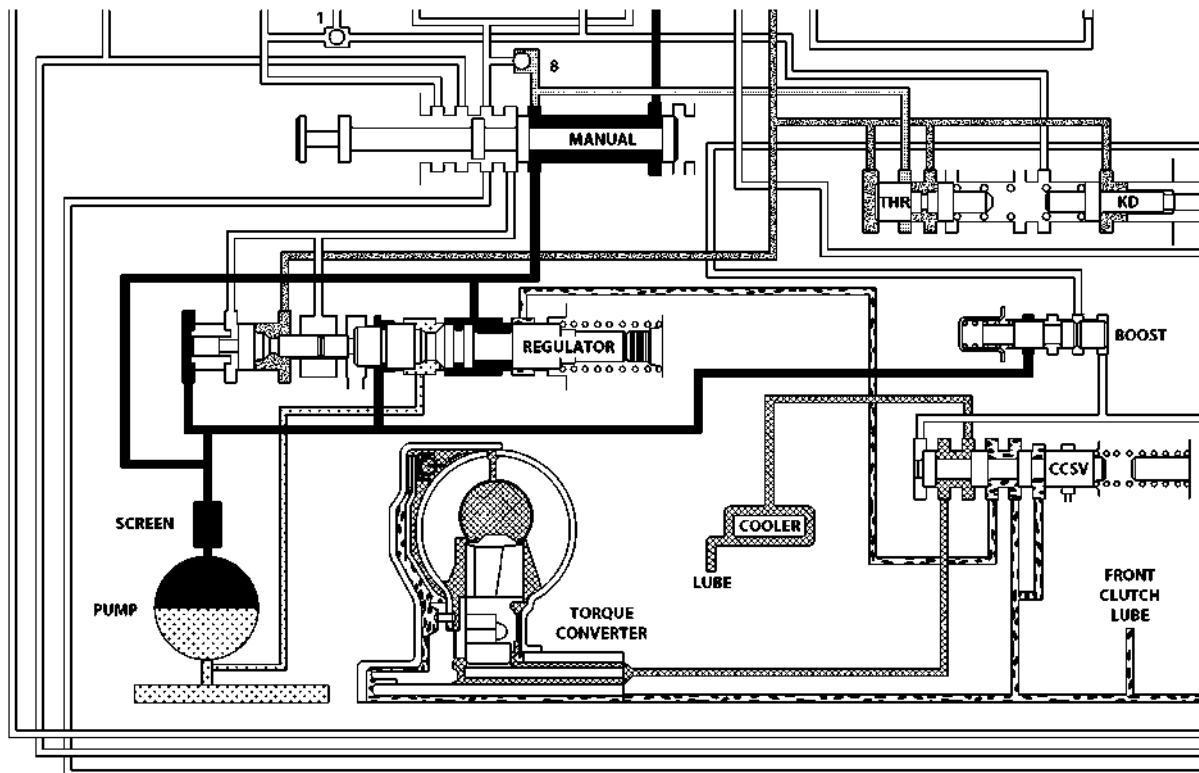 1
8
MANUAL
THR
KD
REGULATOR
BOOST
CCSV
SCREEN
COOLER
LUBE
PUMP
TORQUE
CONVERTER
FRONT
CLUTCH
LUBE